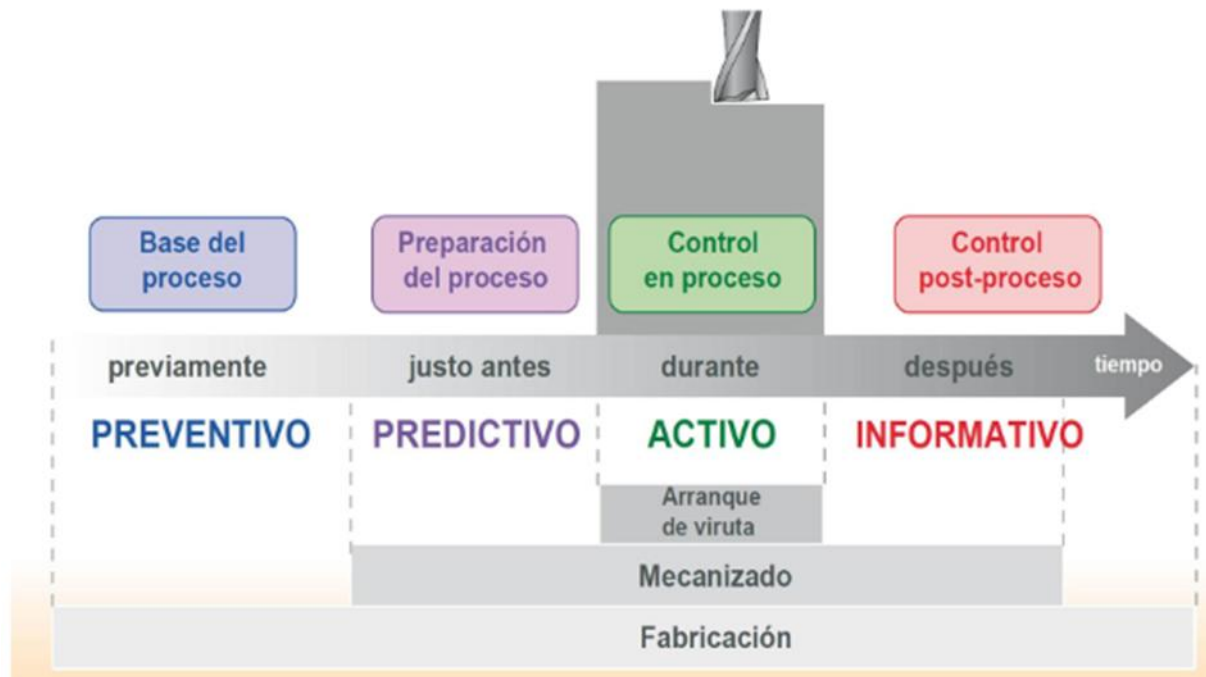 Base del
proceso
Preparación
del proceso
Control
en proceso
Control
post-proceso
previamente
justo antes
durante
después
tiempo
PREVENTIVO
PREDICTIVO
ACTIVO
INFORMATIVO
Arranque
de viruta
Mecanizado
Fabricación